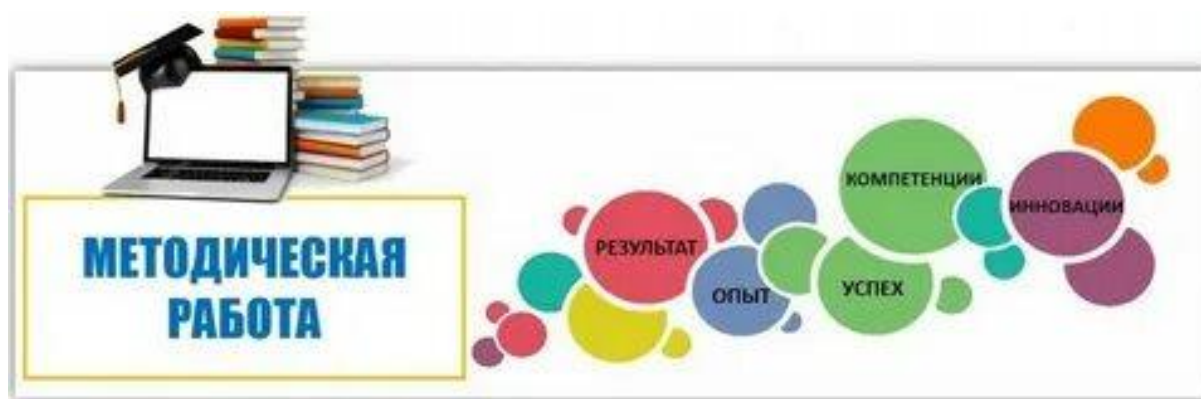 МЕТОДИЧЕСКАЯ
РАБОТА
РЕЗУЛЬТАТ
ОПЫТ
УСПЕХ
КОМПЕТЕНЦИИ
ИННОВАЦИИ